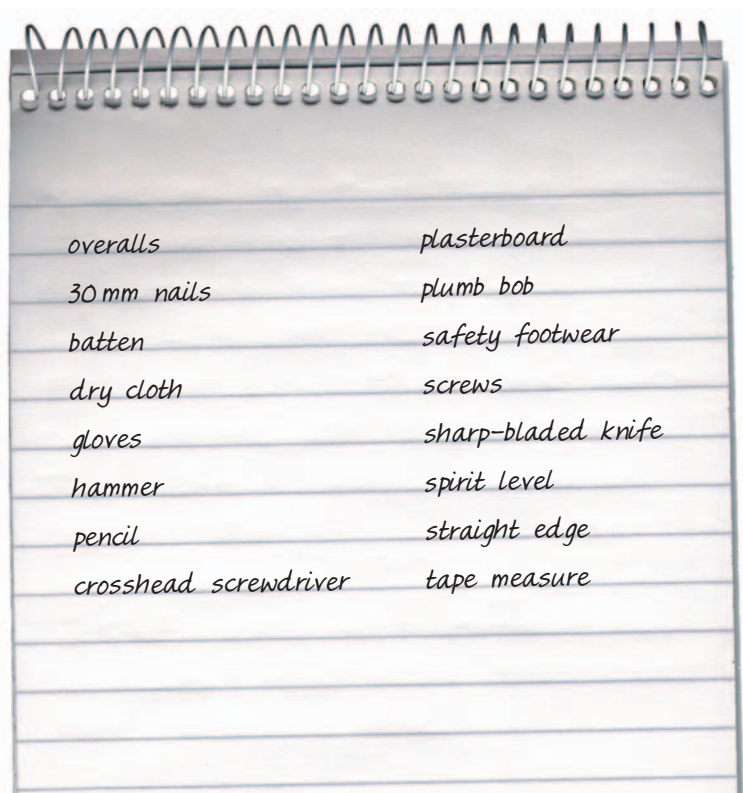 overalls
30 mm nails
batten
dry cloth
gloves
hammer
pencil
crosshead screwdriver
plasterboard
plumb bob
safety footwear
screws
sharp-bladed knife
spirit level
straight edge
tape measure